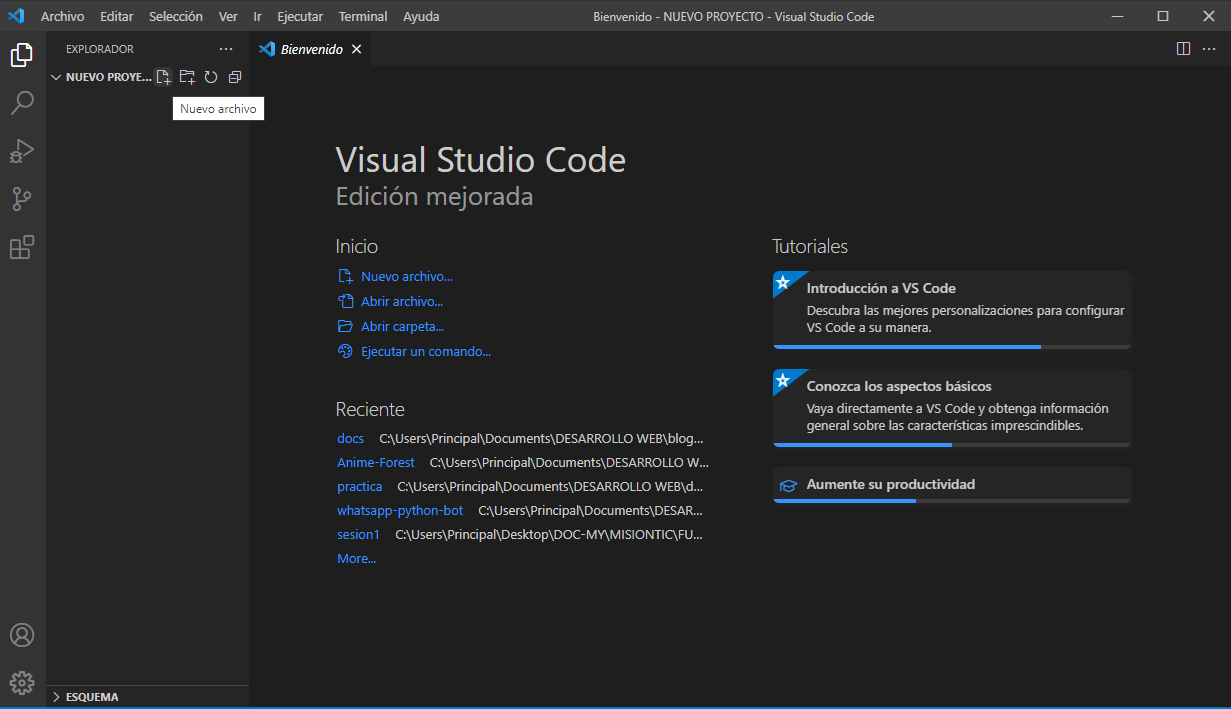 Archivo Editar Selección Ver Ir Ejecutar Terminal Ayuda
Bienvenido - NUEVO PROYECTO - Visual Studio Code
EXPLORADOR
Bienvenido
NUEVO PROYE...
Nuevo archivo
Visual Studio Code
Edición mejorada
Inicio
Nuevo archivo...
Abrir archivo...
Abrir carpeta...
Ejecutar un comando...
Reciente
docs C:\Users\Principal\Documents\DESARROLLO WEB\blog...
Anime-Forest C:\Users\Principal\Documents\DESARROLLO W...
practica C:\Users\Principal\Documents\DESARROLLO WEB\d...
whatsapp-python-bot C:\Users\Principal\Documents\DESAR...
sesion1 C:\Users\Principal\Desktop\DOC-MY\MISIONTIC\FU...
More...
Tutoriales
Introducción a VS Code
Descubra las mejores personalizaciones para configurar
VS Code a su manera.
Conozca los aspectos básicos
Vaya directamente a VS Code y obtenga información
general sobre las características imprescindibles.
Aumente su productividad
ESQUEMA